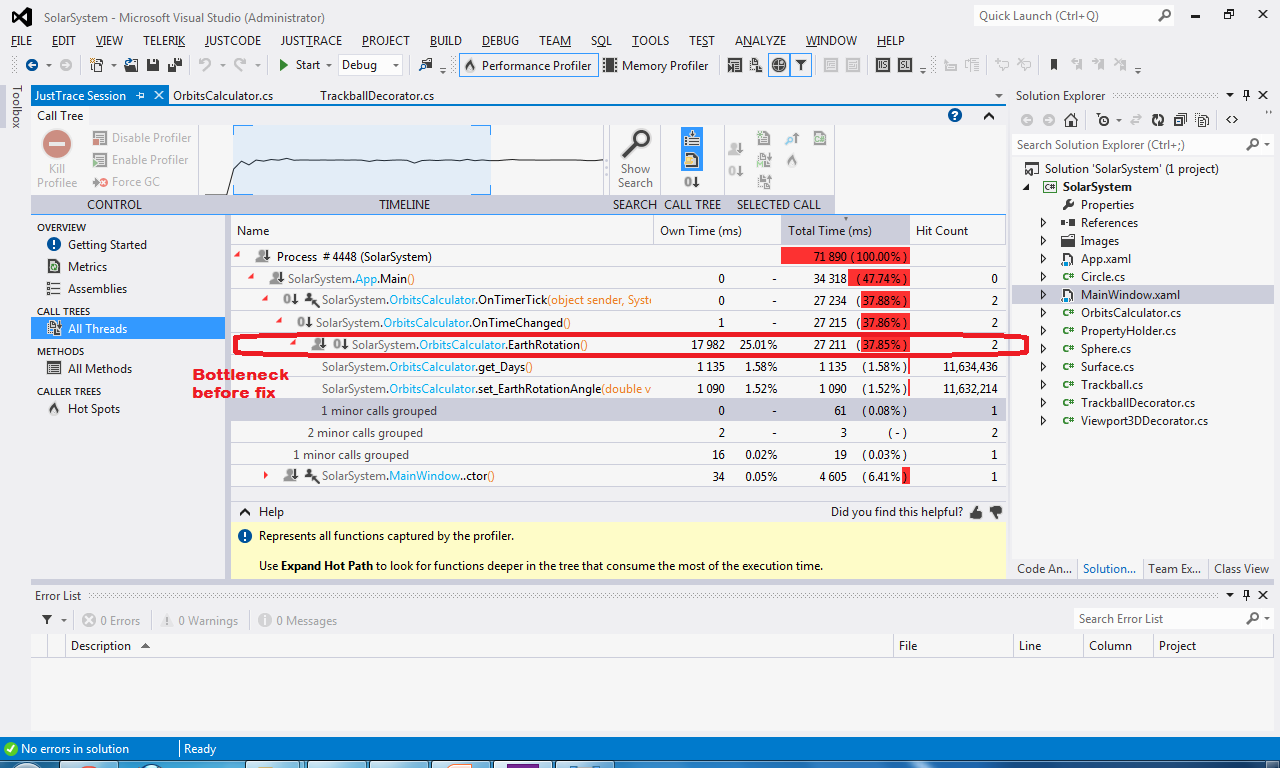 SolarSystem - Microsoft Visual Studio (Administrator)
Quick Launch (Ctrl+Q)
FILE EDIT VIEW TELERIK JUSTCODE JUSTTRACE PROJECT BUILD DEBUG TEAM SQL TOOLS TEST ANALYZE WINDOW HELP
Start Debug Performance Profiler Memory Profiler
Toolbox
JustTrace Session OrbitsCalculator.cs TrackballDecorator.cs
Call Tree
Kill Profilee
Disable Profiler
Enable Profiler
Force GC
Show Search
CONTROL TIMELINE SEARCH CALL TREE SELECTED CALL
OVERVIEW
Getting Started
Metrics
Assemblies
CALL TREES
All Threads
METHODS
All Methods
CALLER TREES
Hot Spots
Name Own Time (ms) Total Time (ms) Hit Count
Process # 4448 (SolarSystem) 71 890 (100.00%)
SolarSystem.App.Main() 0 - 34 318 (47.74%) 0
SolarSystem.OrbitsCalculator.OnTimerTick(object sender, Syste 0 - 27 234 (37.88%) 2
SolarSystem.OrbitsCalculator.OnTimeChanged() 1 - 27 215 (37.86%) 2
SolarSystem.OrbitsCalculator.EarthRotation() 17 982 25.01% 27 211 (37.85%) 2
SolarSystem.OrbitsCalculator.get_Days() 1 135 1.58% 1 135 (1.58%) 11,634,436
SolarSystem.OrbitsCalculator.set_EarthRotationAngle(double v 1 090 1.52% 1 090 (1.52%) 11,632,214
1 minor calls grouped 0 - 61 (0.08%) 1
2 minor calls grouped 2 - 3 (-) 2
1 minor calls grouped 16 0.02% 19 (0.03%) 1
SolarSystem.MainWindow..ctor() 34 0.05% 4 605 (6.41%) 1
Bottleneck
before fix
Help Did you find this helpful?
Represents all functions captured by the profiler.
Use Expand Hot Path to look for functions deeper in the tree that consume the most of the execution time.
Solution Explorer
Search Solution Explorer (Ctrl+;)
Solution 'SolarSystem' (1 project)
SolarSystem
Properties
References
Images
App.xaml
Circle.cs
MainWindow.xaml
OrbitsCalculator.cs
PropertyHolder.cs
Sphere.cs
Surface.cs
Trackball.cs
TrackballDecorator.cs
Viewport3DDecorator.cs
Code An... Solution... Team Ex... Class View
Error List
0 Errors 0 Warnings 0 Messages
Search Error List
Description File Line Column Project
No errors in solution Ready